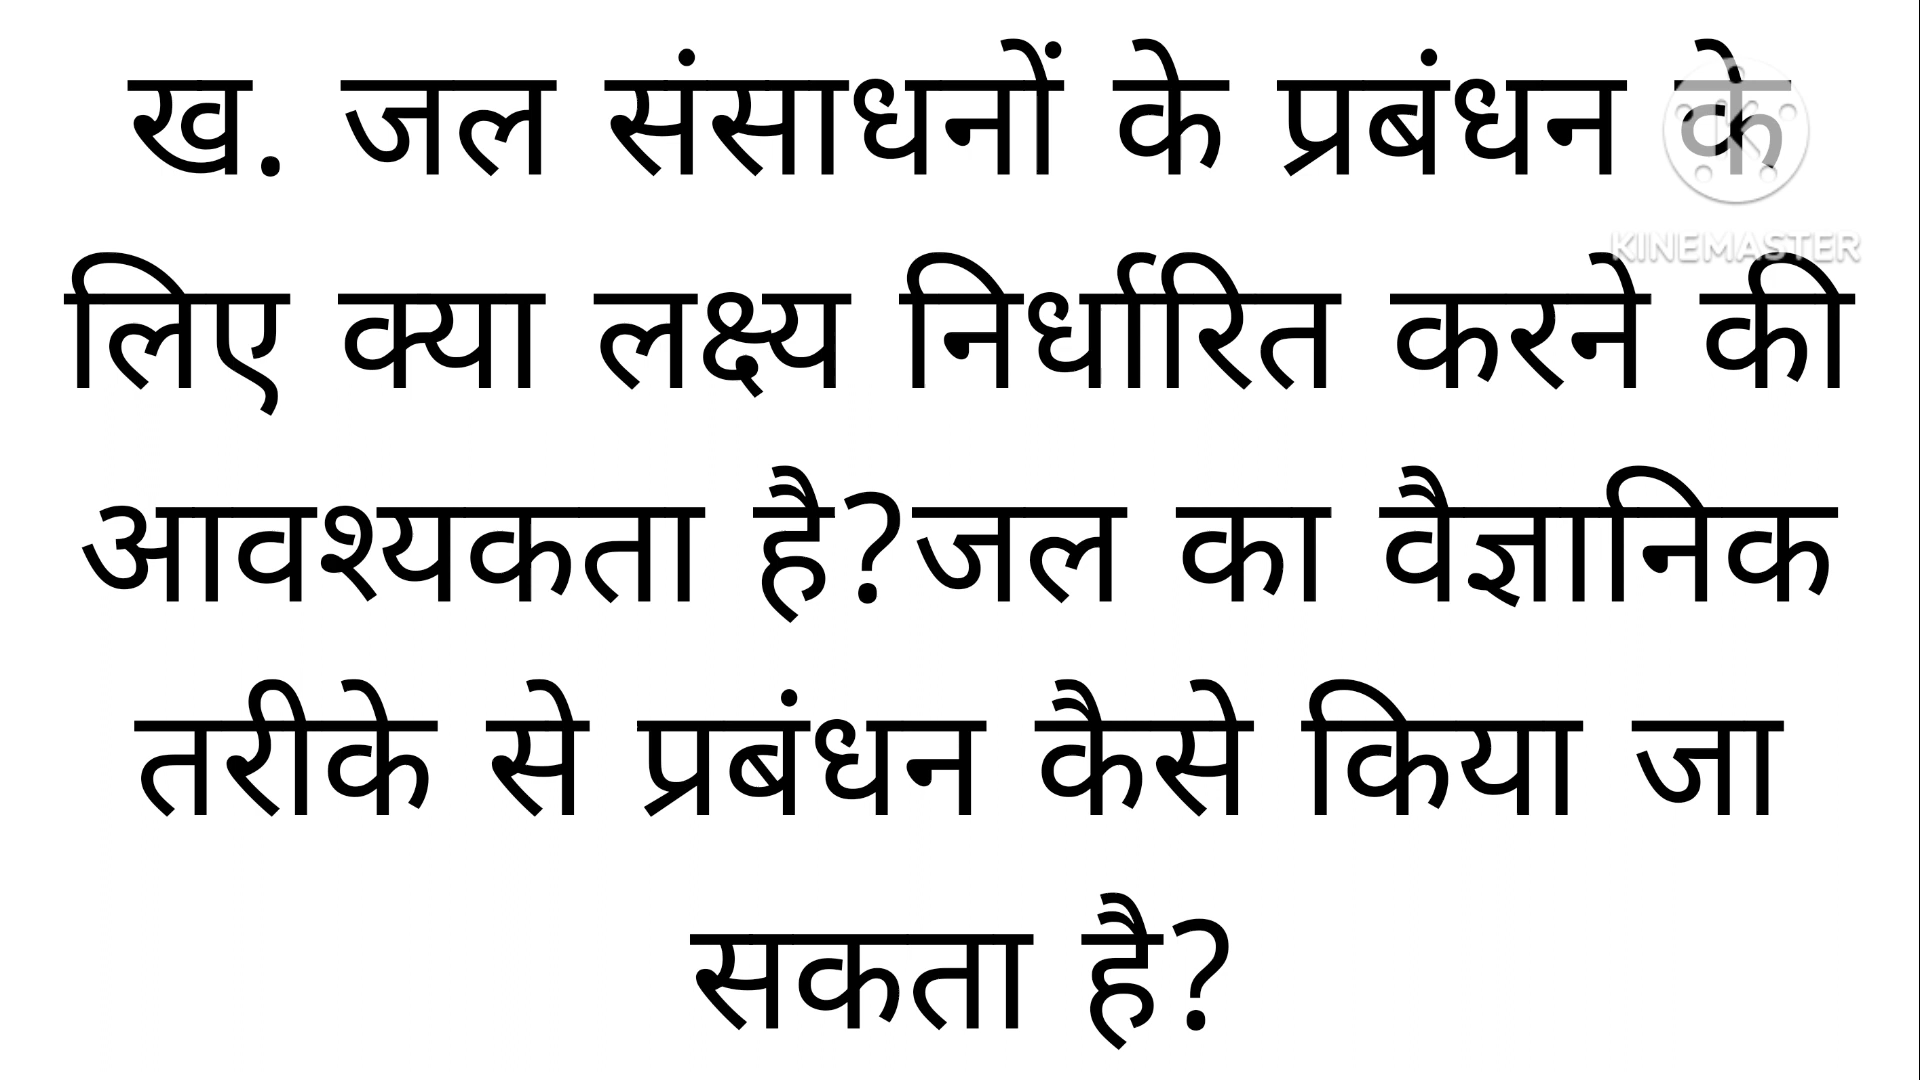 ख. जल संसाधनों के प्रबंधन के
KINEMASTER
लिए क्या लक्ष्य निर्धारित करने की
आवश्यकता है?जल का वैज्ञानिक
तरीके से प्रबंधन कैसे किया जा
सकता है?